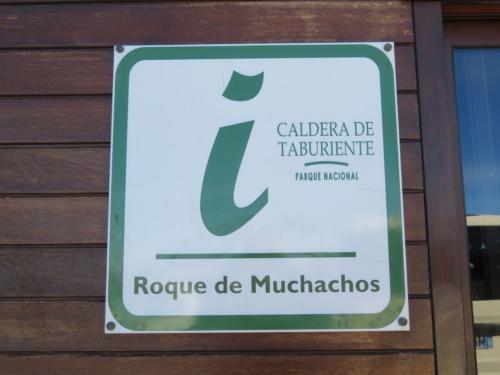 i
CALDERA DE
TABURIENTE
PARQUE NACIONAL
Roque de Muchachos